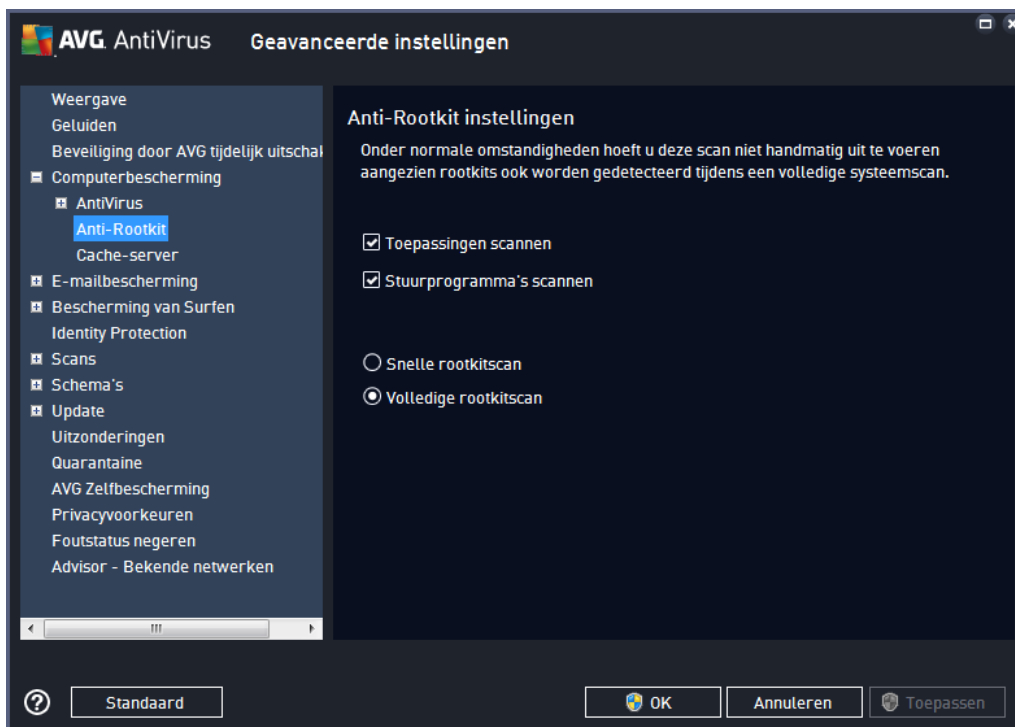 AVG. AntiVirus Geavanceerde instellingen
Weergave
Geluiden
Beveiliging door AVG tijdelijk uitschak
Computerbescherming
AntiVirus
Anti-Rootkit
Cache-server
E-mailbescherming
Bescherming van Surfen
Identity Protection
Scans
Schema's
Update
Uitzonderingen
Quarantaine
AVG Zelfbescherming
Privacyvoorkeuren
Foutstatus negeren
Advisor - Bekende netwerken
Anti-Rootkit instellingen
Onder normale omstandigheden hoeft u deze scan niet handmatig uit te voeren
aangezien rootkits ook worden gedetecteerd tijdens een volledige systeemscan.
Toepassingen scannen
Stuurprogramma's scannen
Snelle rootkitscan
Volledige rootkitscan
? Standaard OK Annuleren Toepassen